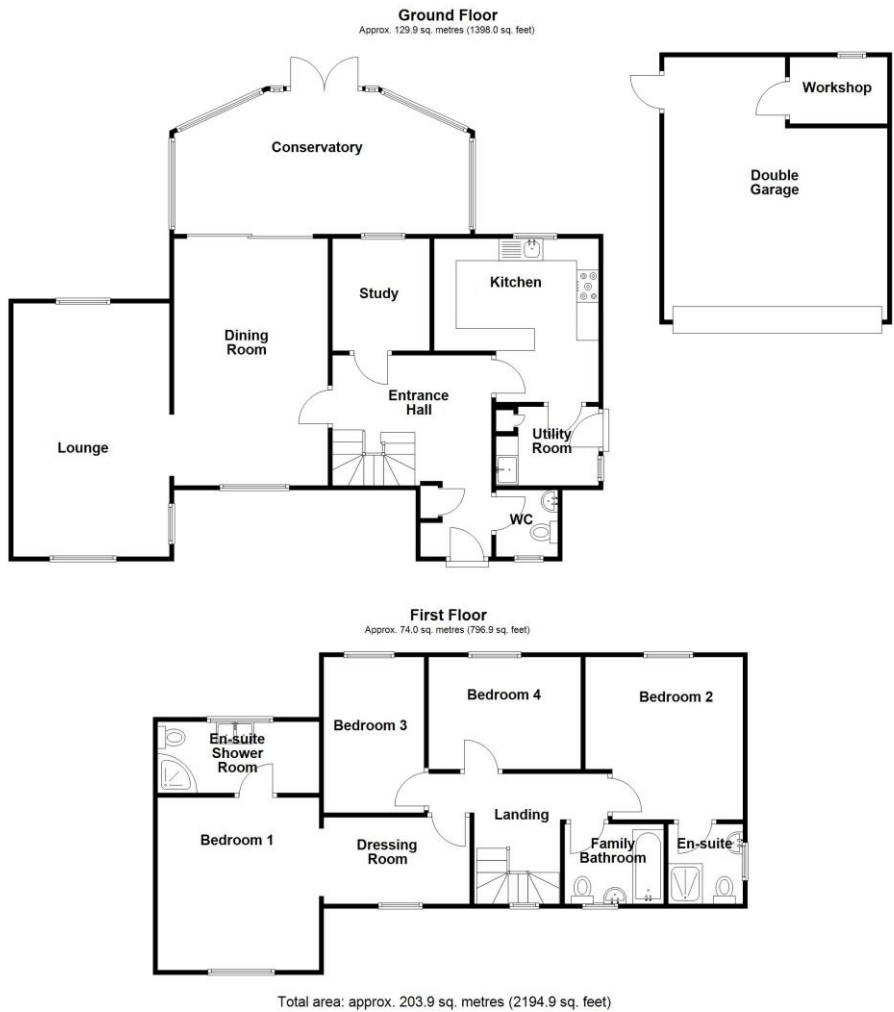 Ground Floor
Approx. 129.9 sq. metres (1398.0 sq. feet)
Workshop
Conservatory
Double
Garage
Kitchen
Study
Dining
Room
Entrance
Hall
Lounge
Utility
Room
WC
First Floor
Approx. 74.0 sq. metres (796.9 sq. feet)
Bedroom 4
Bedroom 2
Bedroom 3
En-suite
Shower
Room
Landing
Bedroom 1
Dressing
Room
Family
Bathroom
En-suite
Total area: approx. 203.9 sq. metres (2194.9 sq. feet)